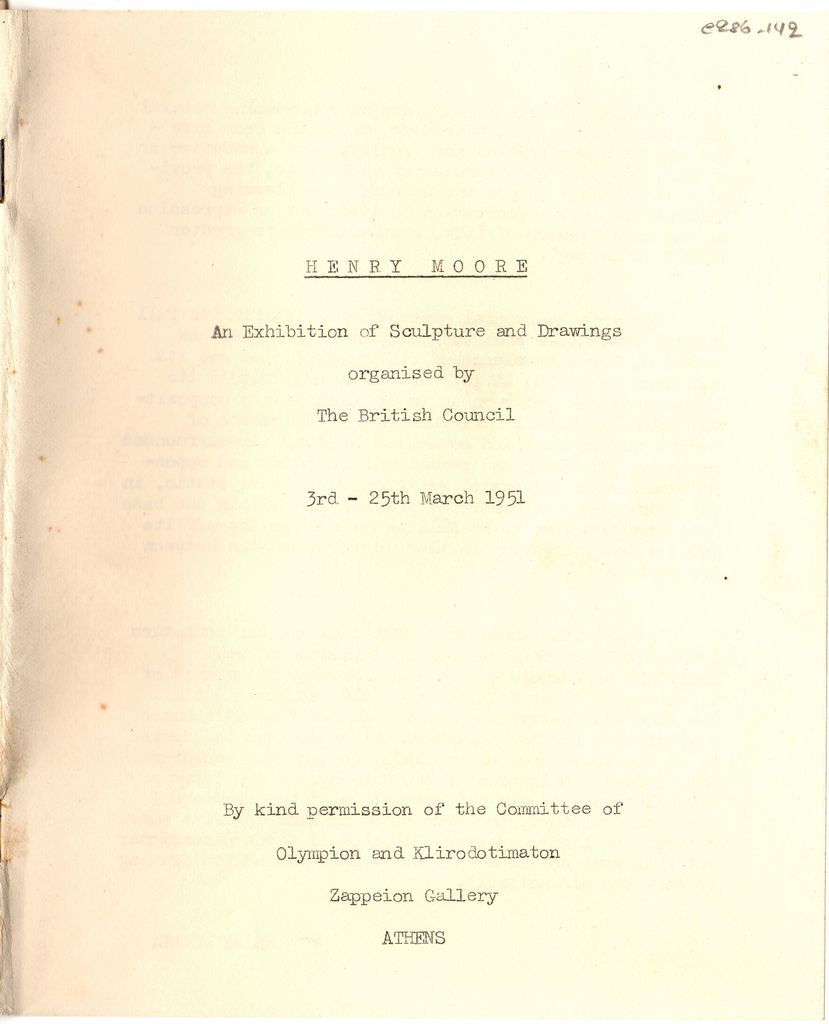 e286-142
HENRY MOORE
An Exhibition of Sculpture and Drawings
organised by
The British Council
3rd - 25th March 1951
By kind permission of the Committee of
Olympion and Klirodotimaton
Zappeion Gallery
ATHENS